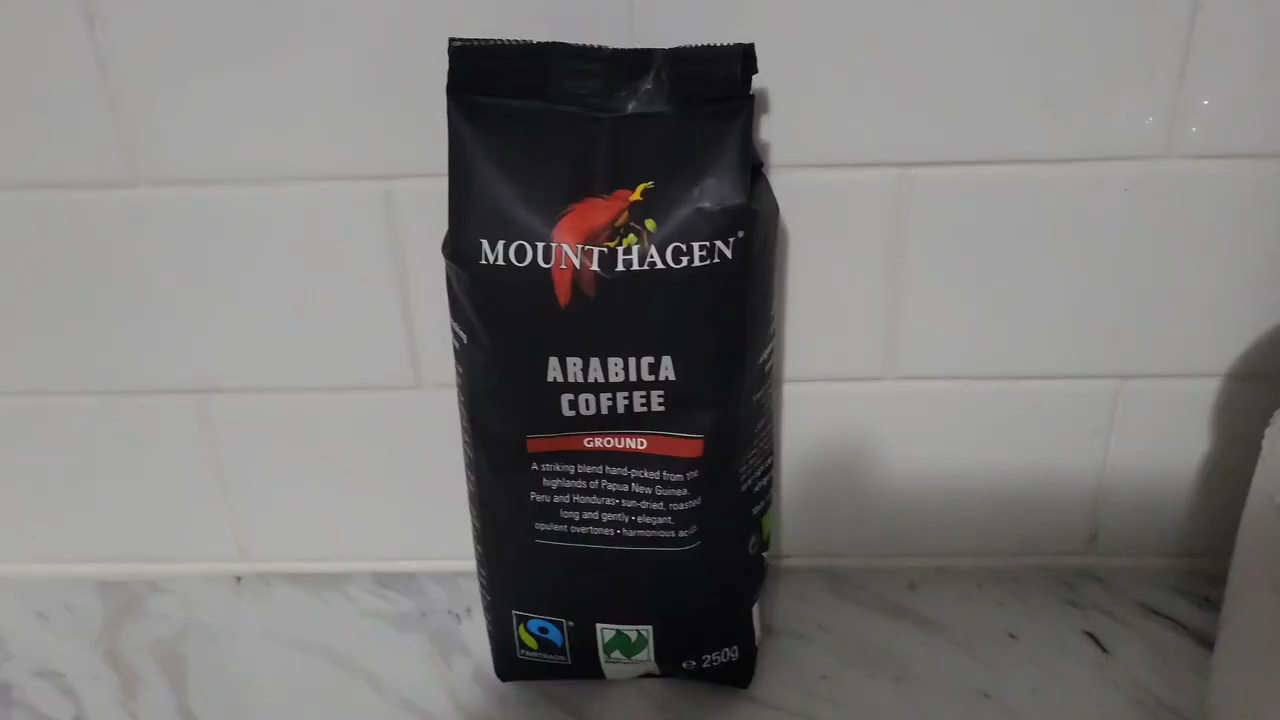 MOUNT HAGEN®
ARABICA
COFFEE
GROUND
A striking blend hand-picked from the
highlands of Papua New Guinea,
Peru and Honduras• sun-dried, roasted
long and gently • elegant,
opulent overtones • harmonious
FAIRTRADE
℮ 250g